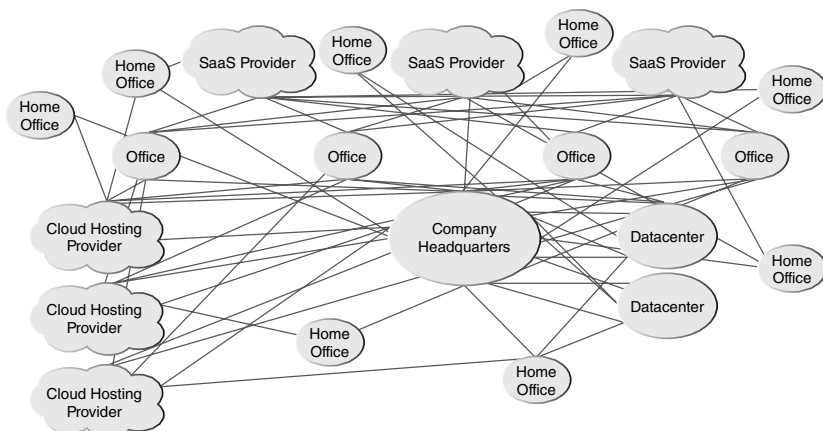 Home
Office
SaaS Provider
Home
Office
SaaS Provider
Home
Office
SaaS Provider
Home
Office
Home
Office
Office
Office
Office
Office
Cloud Hosting
Provider
Company
Headquarters
Datacenter
Home
Office
Cloud Hosting
Provider
Datacenter
Home
Office
Home
Office
Cloud Hosting
Provider